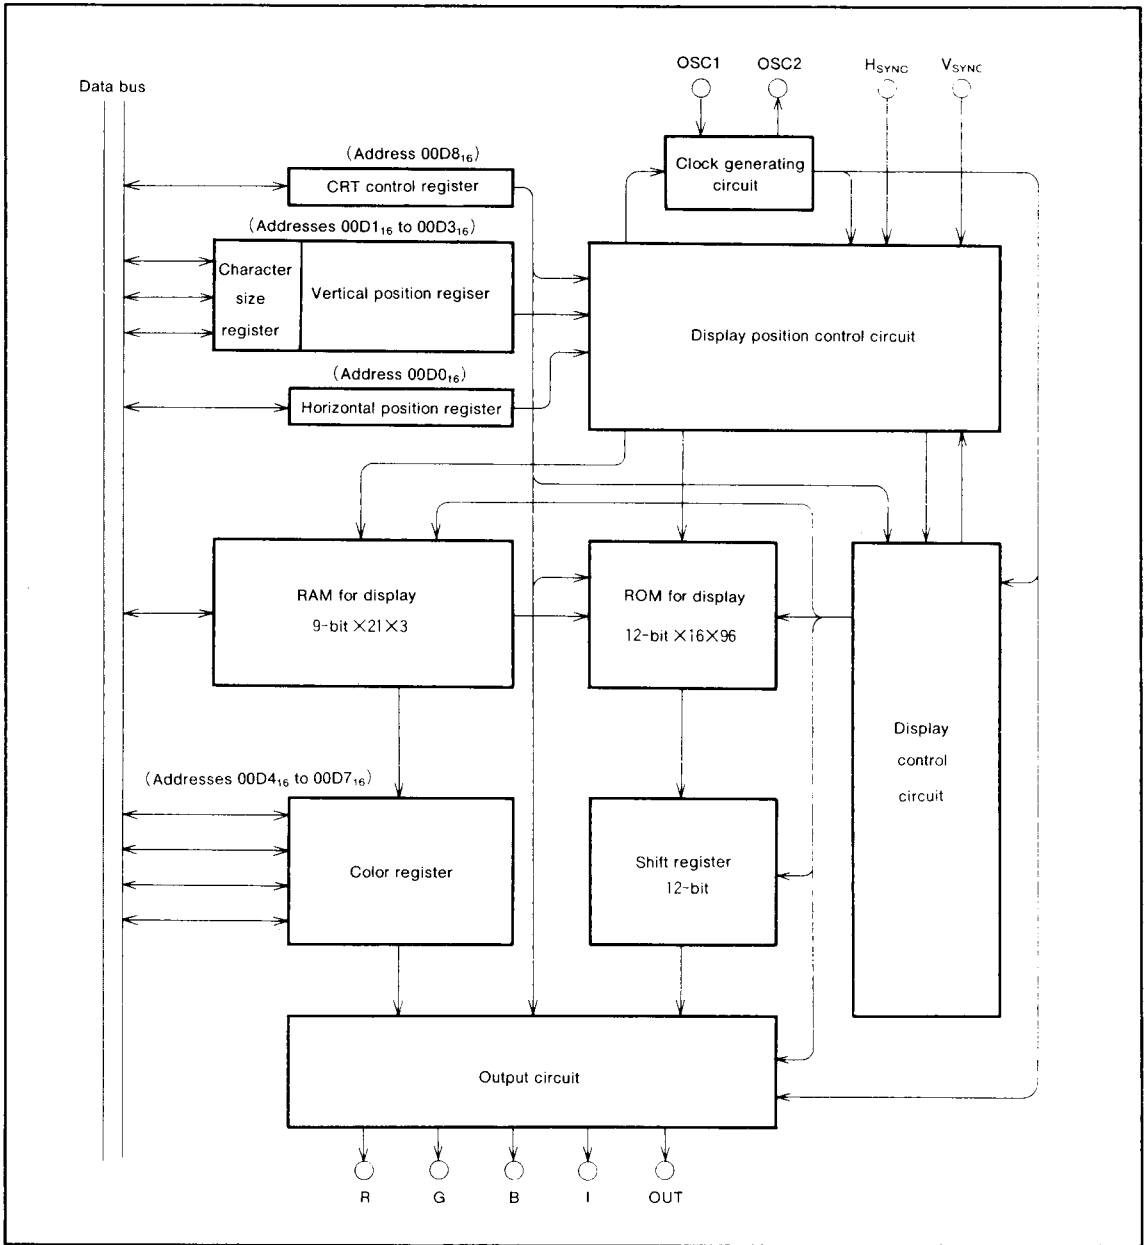 OSC1
OSC2
H_SYNC
V_SYNC
Data bus
(Address 00D8₁₆)
CRT control register
Clock generating
circuit
(Addresses 00D1₁₆ to 00D3₁₆)
Character
size
register
Vertical position regiser
Display position control circuit
(Address 00D0₁₆)
Horizontal position register
RAM for display
9-bit ×21×3
ROM for display
12-bit ×16×96
Display
control
circuit
(Addresses 00D4₁₆ to 00D7₁₆)
Color register
Shift register
12-bit
Output circuit
R
G
B
I
OUT